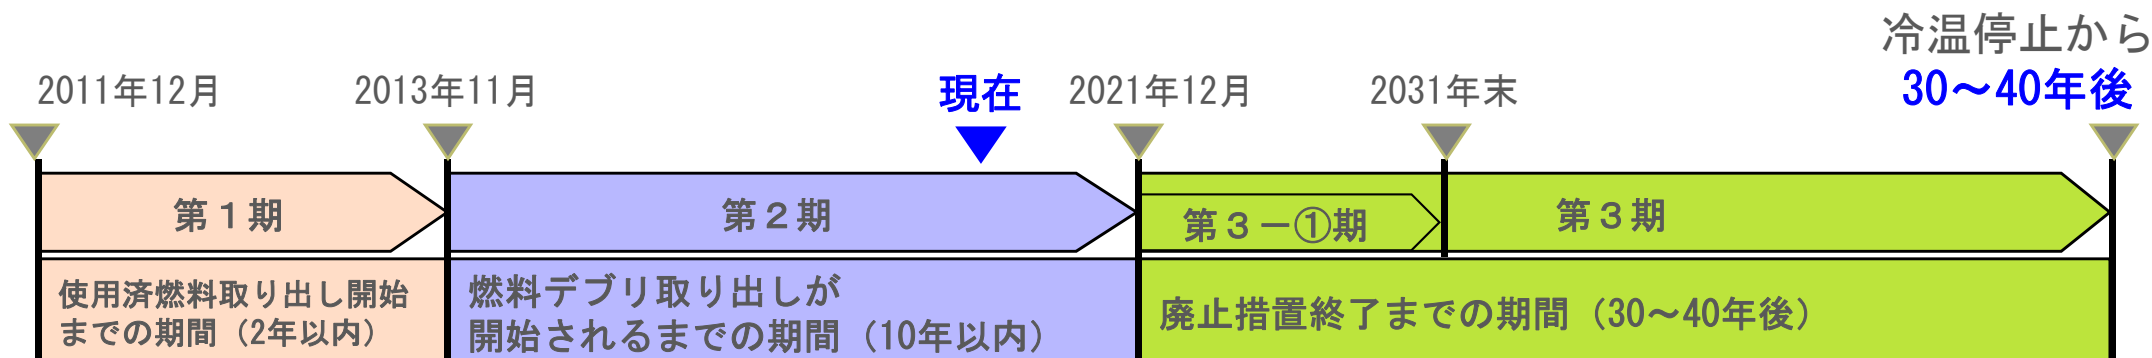 冷温停止から
2011年12月
2013年11月
現在
2021年12月
2031年末
30～40年後
第１期
第２期
第３－①期
第３期
使用済燃料取り出し開始
までの期間（2年以内）
燃料デブリ取り出しが
開始されるまでの期間（10年以内）
廃止措置終了までの期間（30～40年後）